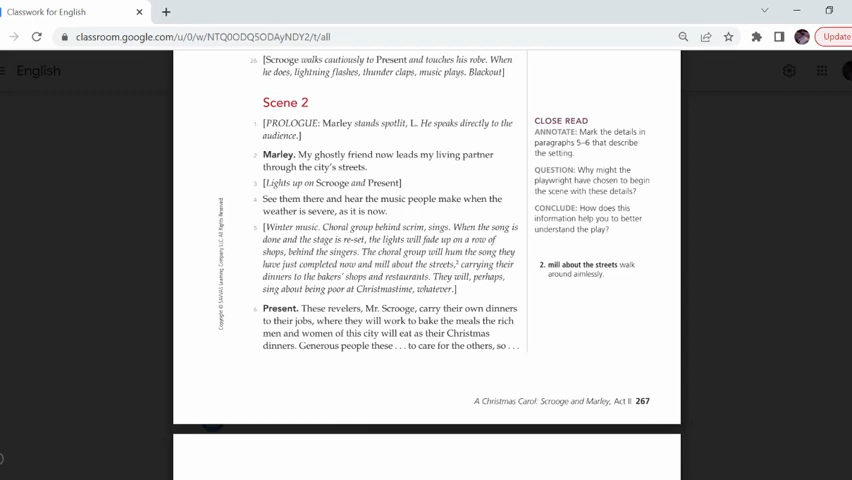 Classwork for English
classroom.google.com/u/0/w/NTQ0ODQ5ODAyNDY2/t/all
Update
English
26 [Scrooge walks cautiously to Present and touches his robe. When
he does, lightning flashes, thunder claps, music plays. Blackout]
Scene 2
1 [PROLOGUE: Marley stands spotlit, L. He speaks directly to the
audience.]
2 Marley. My ghostly friend now leads my living partner
through the city's streets.
3 [Lights up on Scrooge and Present]
4 See them there and hear the music people make when the
weather is severe, as it is now.
5 [Winter music. Choral group behind scrim, sings. When the song is
done and the stage is re-set, the lights will fade up on a row of
shops, behind the singers. The choral group will hum the song they
have just completed now and mill about the streets,² carrying their
dinners to the bakers' shops and restaurants. They will, perhaps,
sing about being poor at Christmastime, whatever.]
6 Present. These revelers, Mr. Scrooge, carry their own dinners
to their jobs, where they will work to bake the meals the rich
men and women of this city will eat as their Christmas
dinners. Generous people these . . . to care for the others, so . . .
CLOSE READ
ANNOTATE: Mark the details in
paragraphs 5–6 that describe
the setting.
QUESTION: Why might the
playwright have chosen to begin
the scene with these details?
CONCLUDE: How does this
information help you to better
understand the play?
2. mill about the streets walk
around aimlessly.
Copyright © SAVVAS Learning Company LLC. All Rights Reserved.
A Christmas Carol: Scrooge and Marley, Act II 267